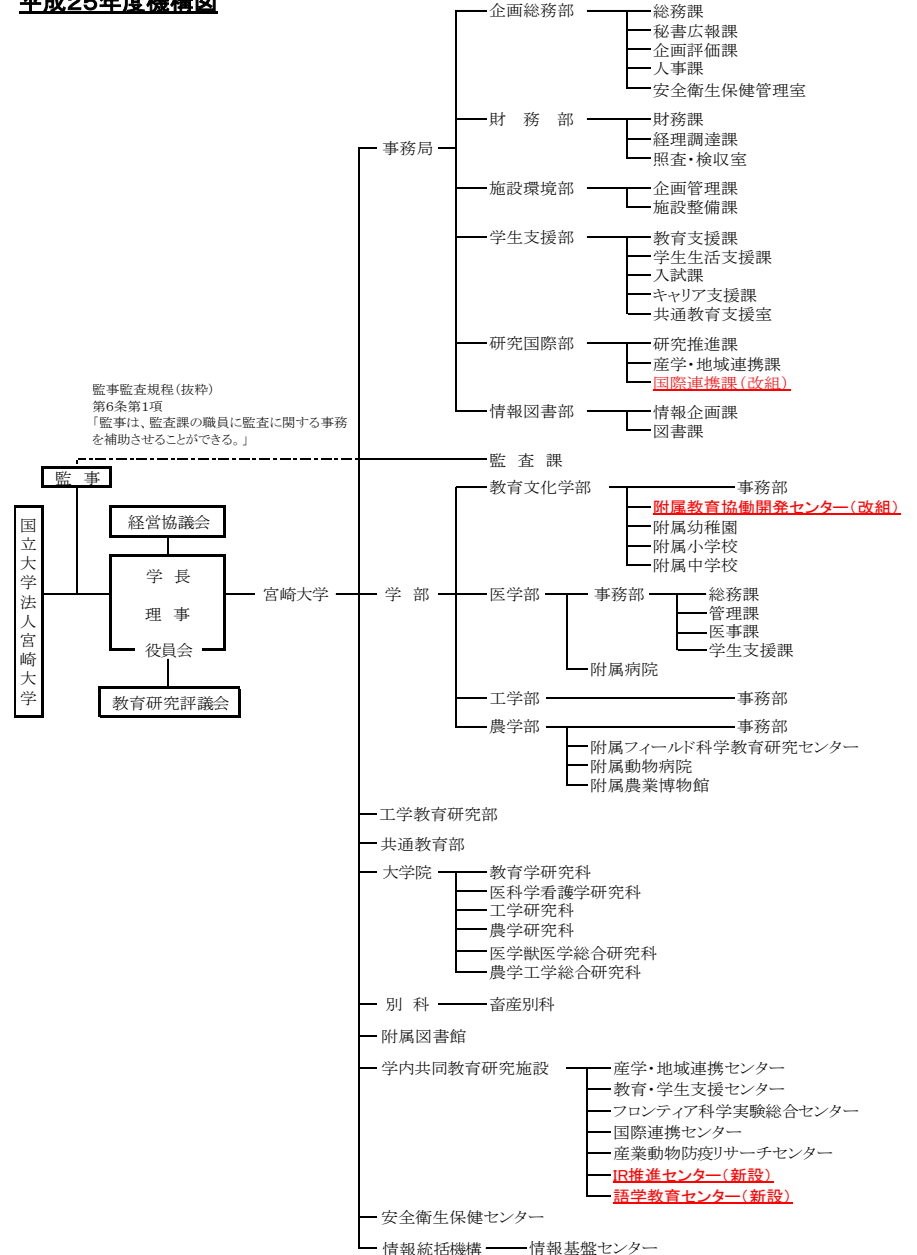 平成25年度機構図
企画総務部
総務課
秘書広報課
企画評価課
人事課
安全衛生保健管理室
財 務 部
財務課
経理調達課
照査・検収室
事務局
施設環境部
企画管理課
施設整備課
学生支援部
教育支援課
学生生活支援課
入試課
キャリア支援課
共通教育支援室
研究国際部
研究推進課
産学・地域連携課
国際連携課(改組)
情報図書部
情報企画課
図書課
監事監査規程(抜粋)
第6条第1項
「監事は、監査課の職員に監査に関する事務
を補助させることができる。」
監 査 課
監 事
国立大学法人宮崎大学
経営協議会
学 長
理 事
役員会
教育研究評議会
宮崎大学
学 部
教育文化学部
事務部
附属教育協働開発センター(改組)
附属幼稚園
附属小学校
附属中学校
医学部
事務部
総務課
管理課
医事課
学生支援課
附属病院
工学部
事務部
農学部
事務部
附属フィールド科学教育研究センター
附属動物病院
附属農業博物館
工学教育研究部
共通教育部
大学院
教育学研究科
医科学看護学研究科
工学研究科
農学研究科
医学獣医学総合研究科
農学工学総合研究科
別 科
畜産別科
附属図書館
学内共同教育研究施設
産学・地域連携センター
教育・学生支援センター
フロンティア科学実験総合センター
国際連携センター
産業動物防疫リサーチセンター
IR推進センター(新設)
語学教育センター(新設)
安全衛生保健センター
情報統括機構
情報基盤センター